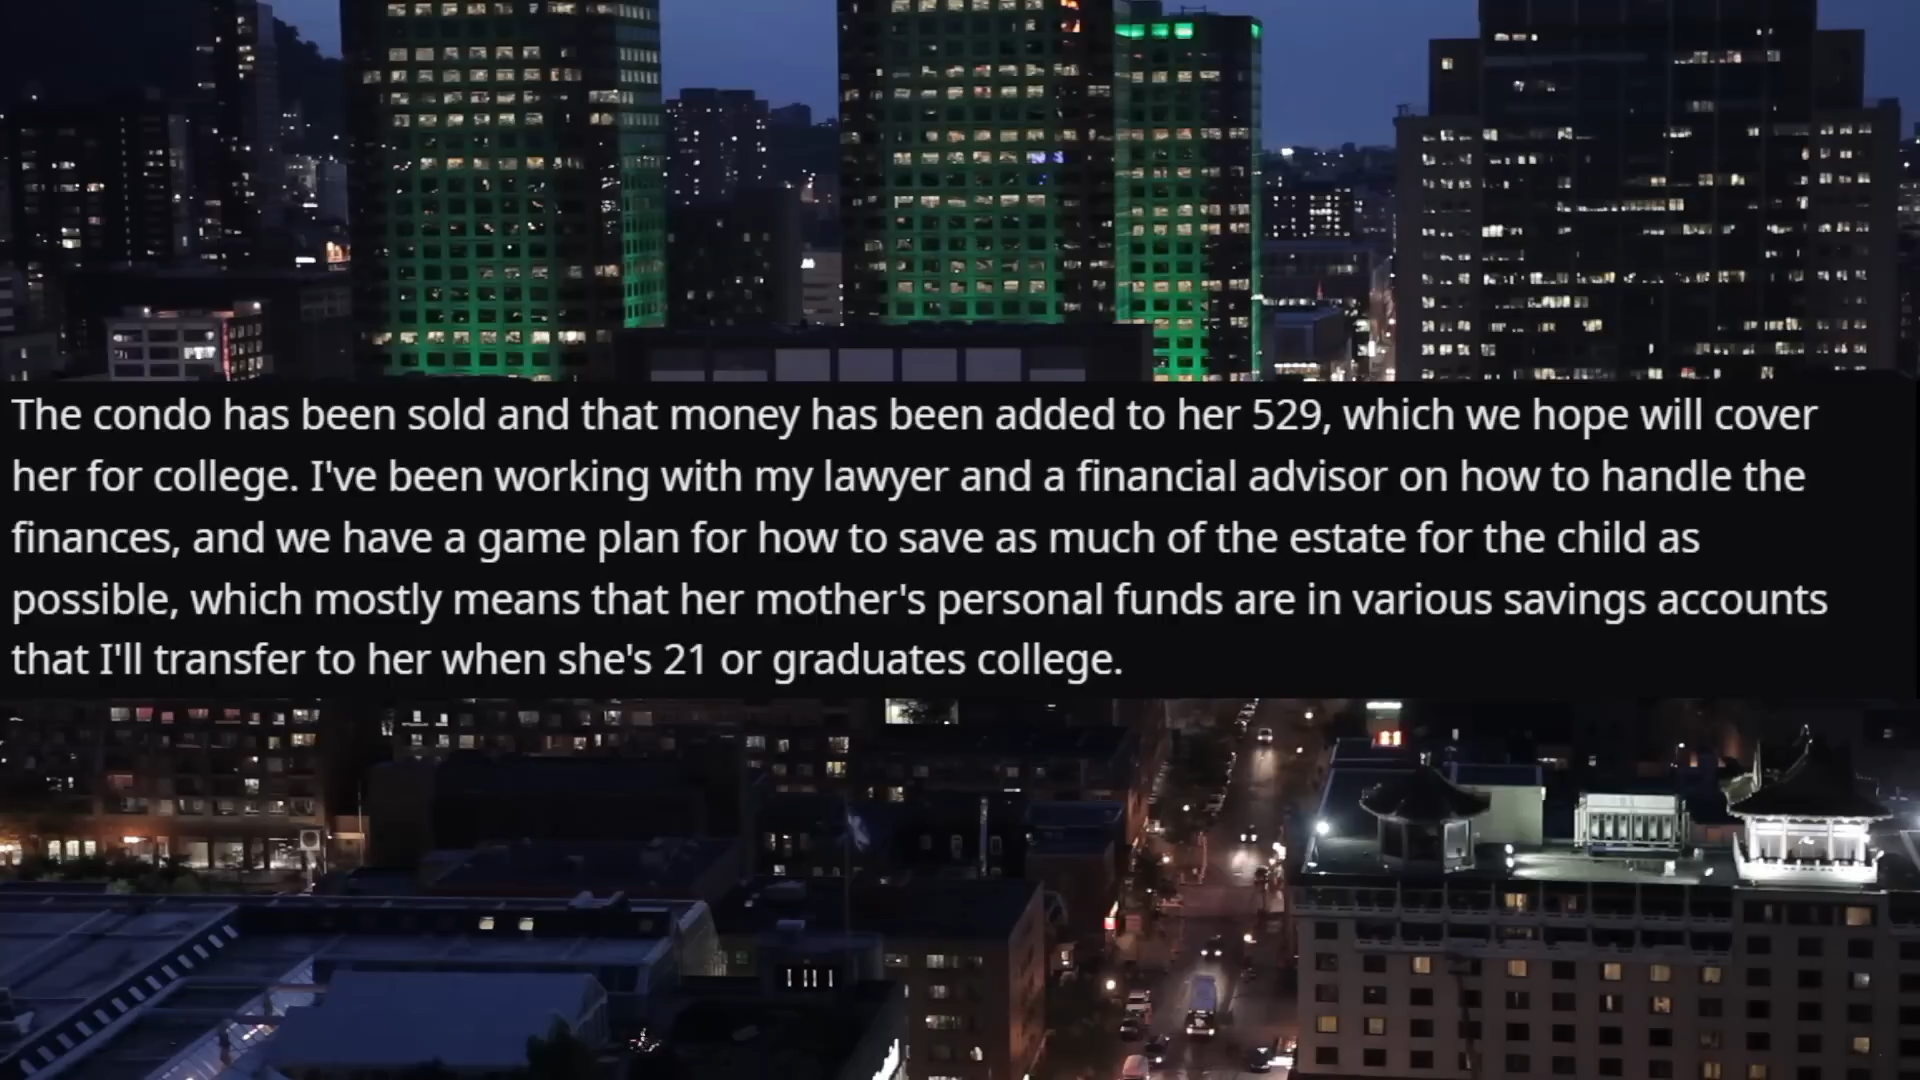 The condo has been sold and that money has been added to her 529, which we hope will cover
her for college. I've been working with my lawyer and a financial advisor on how to handle the
finances, and we have a game plan for how to save as much of the estate for the child as
possible, which mostly means that her mother's personal funds are in various savings accounts
that I'll transfer to her when she's 21 or graduates college.